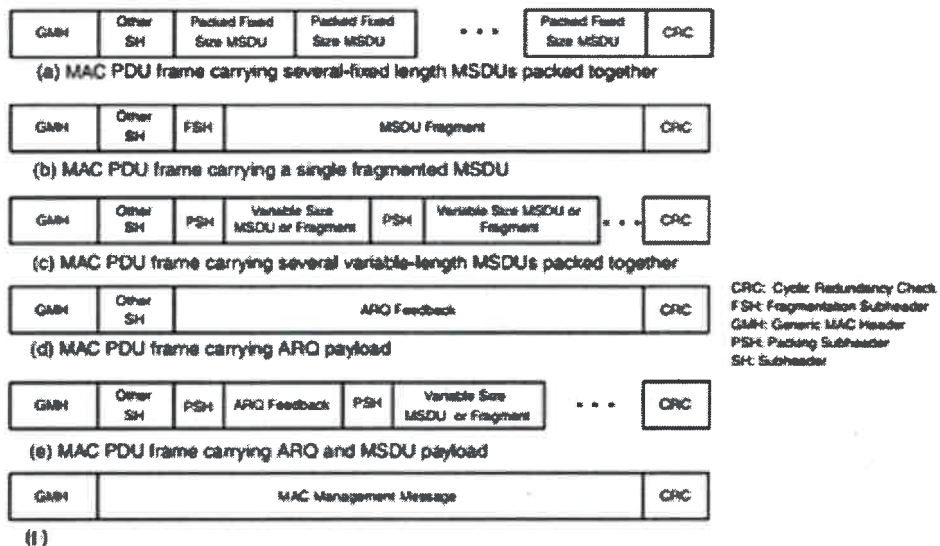 GMH Other SH Packed Fixed Size MSDU Packed Fixed Size MSDU • • • Packed Fixed Size MSDU CRC
(a) MAC PDU frame carrying several-fixed length MSDUs packed together
GMH Other SH FSH MSDU Fragment CRC
(b) MAC PDU frame carrying a single fragmented MSDU
GMH Other SH PSH Variable Size MSDU or Fragment PSH Variable Size MSDU or Fragment • • • CRC
(c) MAC PDU frame carrying several variable-length MSDUs packed together
GMH Other SH ARQ Feedback CRC
(d) MAC PDU frame carrying ARQ payload
CRC: Cyclic Redundancy Check
FSH: Fragmentation Subheader
GMH: Generic MAC Header
PSH: Packing Subheader
SH: Subheader
GMH Other SH PSH ARQ Feedback PSH Variable Size MSDU or Fragment • • • CRC
(e) MAC PDU frame carrying ARQ and MSDU payload
GMH MAC Management Message CRC